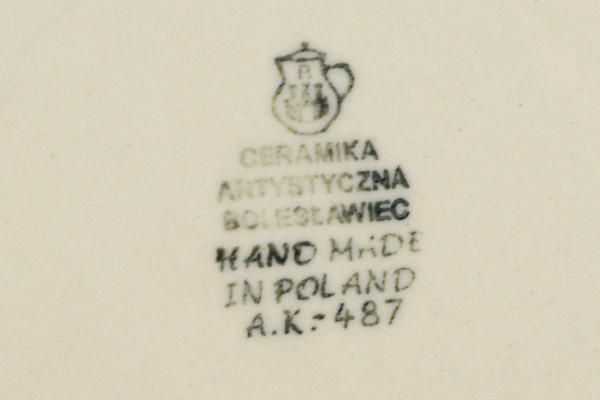 B
CERAMIKA
ARTYSTYCZNA
BOLESŁAWIEC
HAND MADE
IN POLAND
A.K.-487